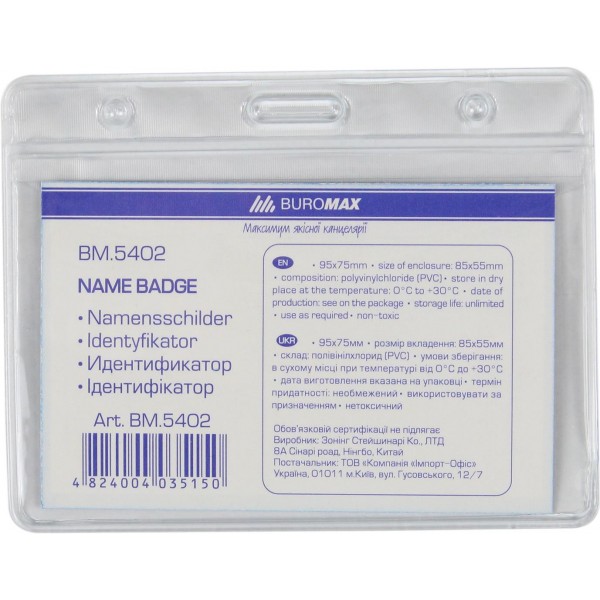 BUROMAX
Максимум якісної канцелярії
BM.5402
NAME BADGE
• Namensschilder
• Identyfikator
• Идентификатор
• Ідентифікатор
Art. BM.5402
4 824004 035150
EN • 95x75mm • size of enclosure: 85x55mm
• composition: polyvinylchloride (PVC) • store in dry
place at the temperature: 0°C to +30°C • date of
production: see on the package • storage life: unlimited
• use as required • non-toxic
UKR • 95x75мм • розмір вкладення: 85x55мм
• склад: полівінілхлорид (PVC) • умови зберігання:
в сухому місці при температурі від 0°C до +30°C
• дата виготовлення вказана на упаковці • термін
придатності: необмежений • використовувати за
призначенням • нетоксичний
Обов'язковій сертифікації не підлягає
Виробник: Зонінг Стейшинарі Ко., ЛТД
8А Сінарі роад, Нінгбо, Китай
Постачальник: ТОВ «Компанія «Імпорт-Офіс»
Україна, 01011 м.Київ, вул. Гусовського, 12/7